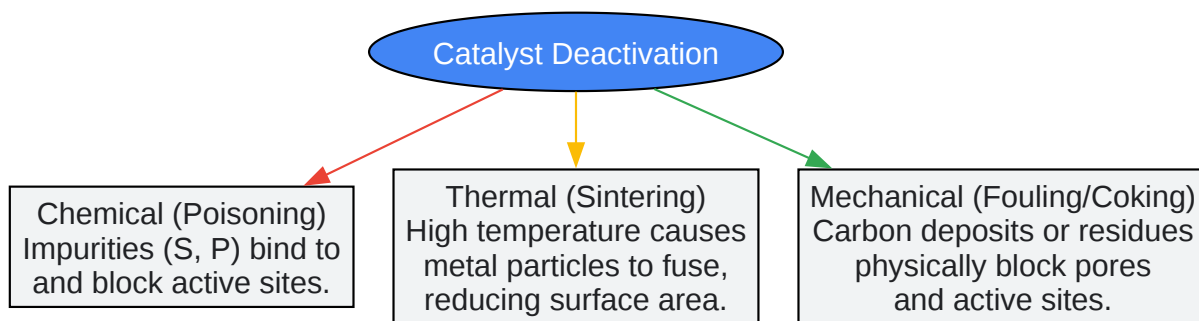 Catalyst Deactivation
Chemical (Poisoning)
Impurities (S, P) bind to
and block active sites.
Thermal (Sintering)
High temperature causes
metal particles to fuse,
reducing surface area.
Mechanical (Fouling/Coking)
Carbon deposits or residues
physically block pores
and active sites.